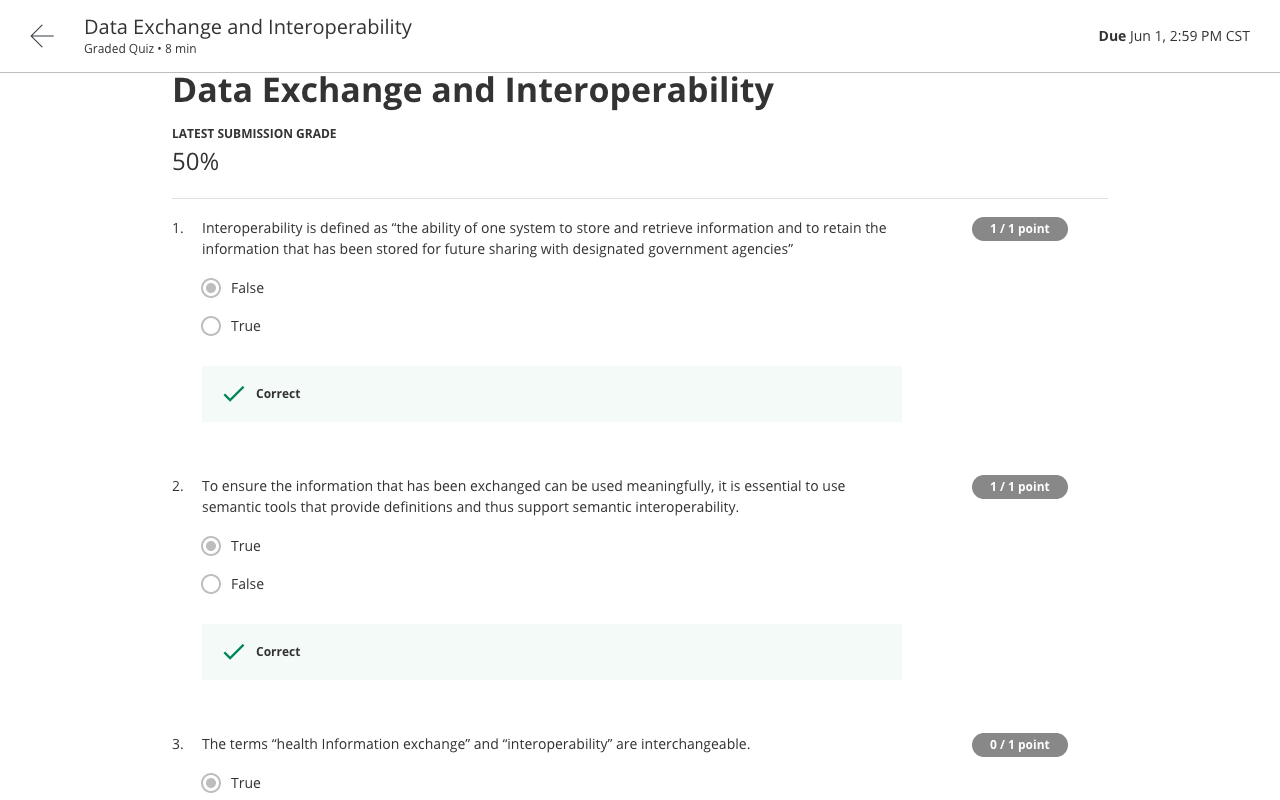 Data Exchange and Interoperability
Graded Quiz • 8 min
Due Jun 1, 2:59 PM CST
Data Exchange and Interoperability
LATEST SUBMISSION GRADE
50%
1. Interoperability is defined as “the ability of one system to store and retrieve information and to retain the
information that has been stored for future sharing with designated government agencies”
1 / 1 point
False
True
Correct
2. To ensure the information that has been exchanged can be used meaningfully, it is essential to use
semantic tools that provide definitions and thus support semantic interoperability.
1 / 1 point
True
False
Correct
3. The terms “health Information exchange” and “interoperability” are interchangeable.
0 / 1 point
True